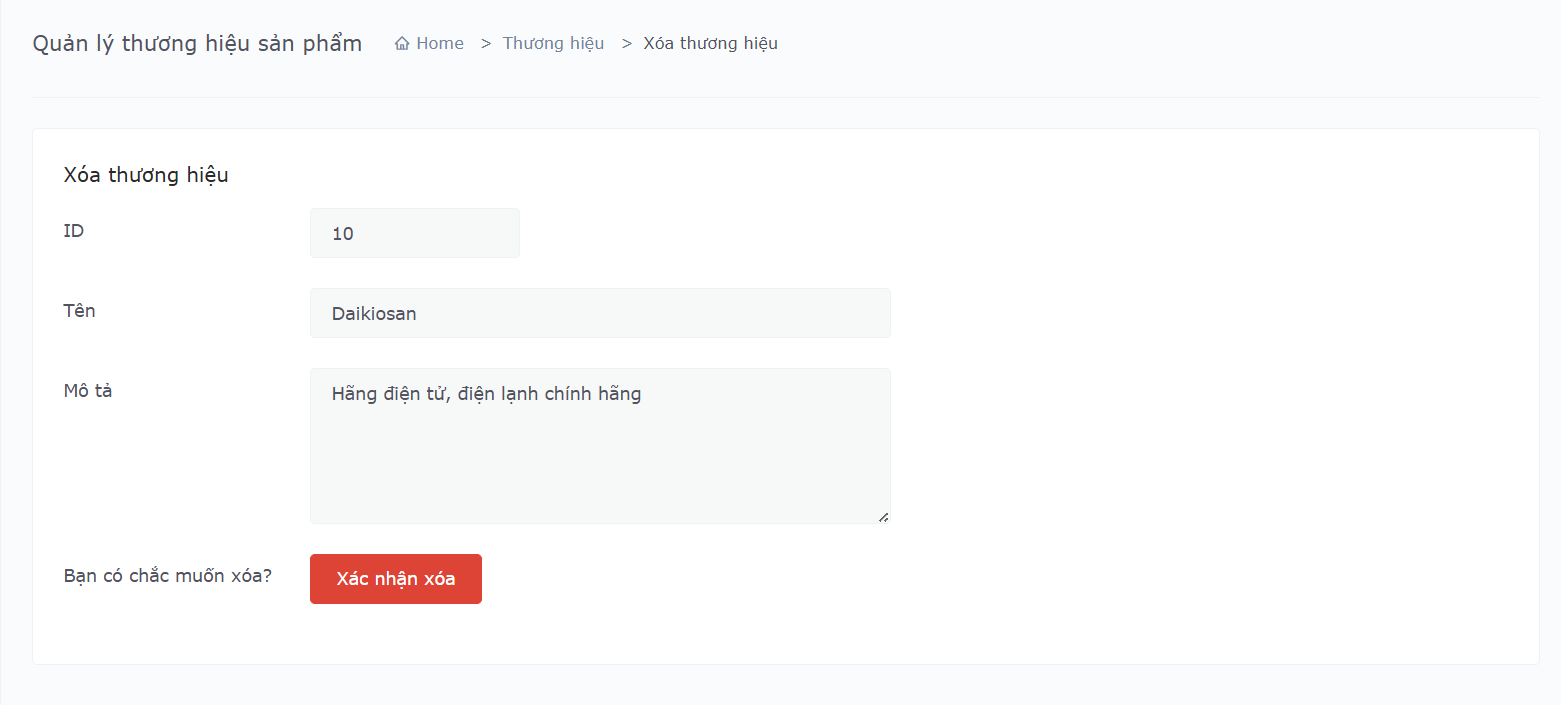 Quản lý thương hiệu sản phẩm Home > Thương hiệu > Xóa thương hiệu
Xóa thương hiệu
ID 10
Tên Daikiosan
Mô tả Hãng điện tử, điện lạnh chính hãng
Bạn có chắc muốn xóa? Xác nhận xóa